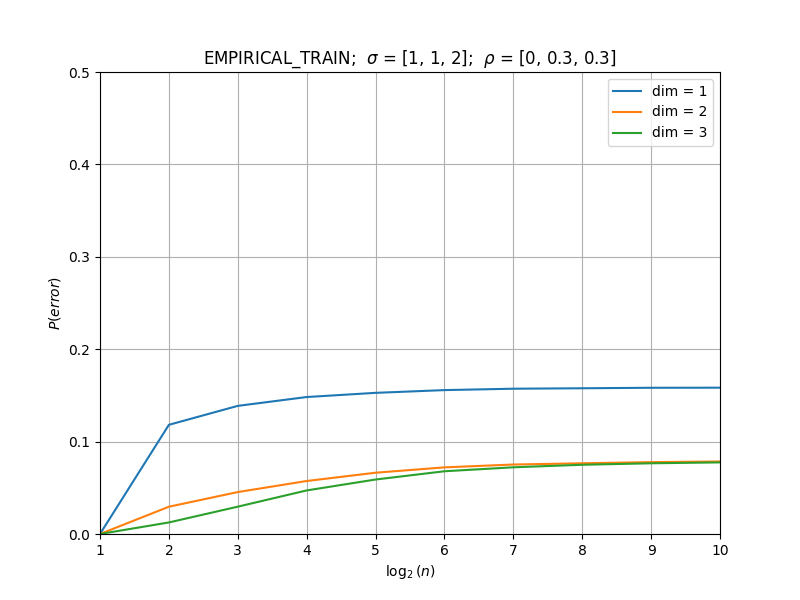 EMPIRICAL_TRAIN; σ = [1, 1, 2]; ρ = [0, 0.3, 0.3]
dim = 1
dim = 2
dim = 3
P(error)
0.5
0.4
0.3
0.2
0.1
0.0
1 2 3 4 5 6 7 8 9 10
log₂ (n)